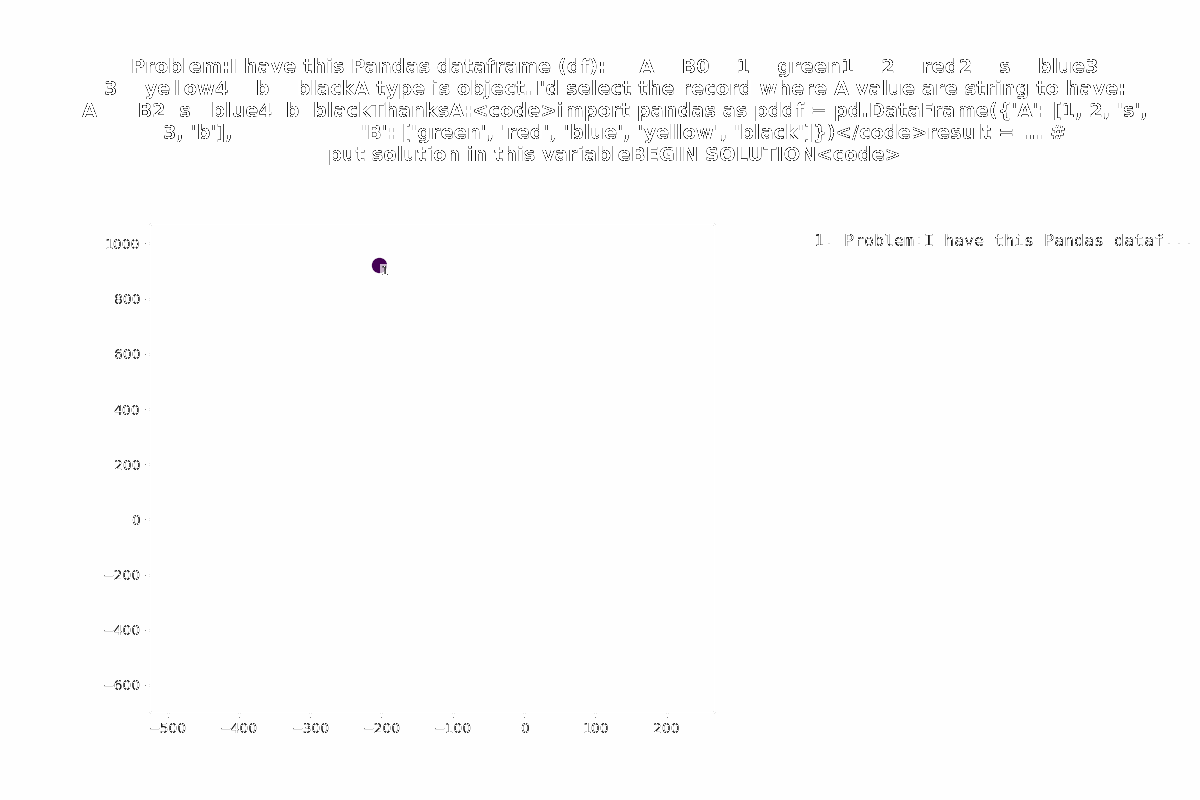 Problem:I have this Pandas dataframe (df):     A    B0    1    green1    2    red2    s    blue3
3    yellow4    b    blackA type is object.I'd select the record where A value are string to have:
A      B2  s   blue4  b  blackThanksA:<code>import pandas as pddf = pd.DataFrame({'A': [1, 2, 's',
3, 'b'],                   'B': ['green', 'red', 'blue', 'yellow', 'black']})</code>result = ... #
put solution in this variableBEGIN SOLUTION<code>
1. Problem:I have this Pandas dataf...
1000
1
800
600
400
200
0
−200
−400
−600
−500 −400 −300 −200 −100 0 100 200